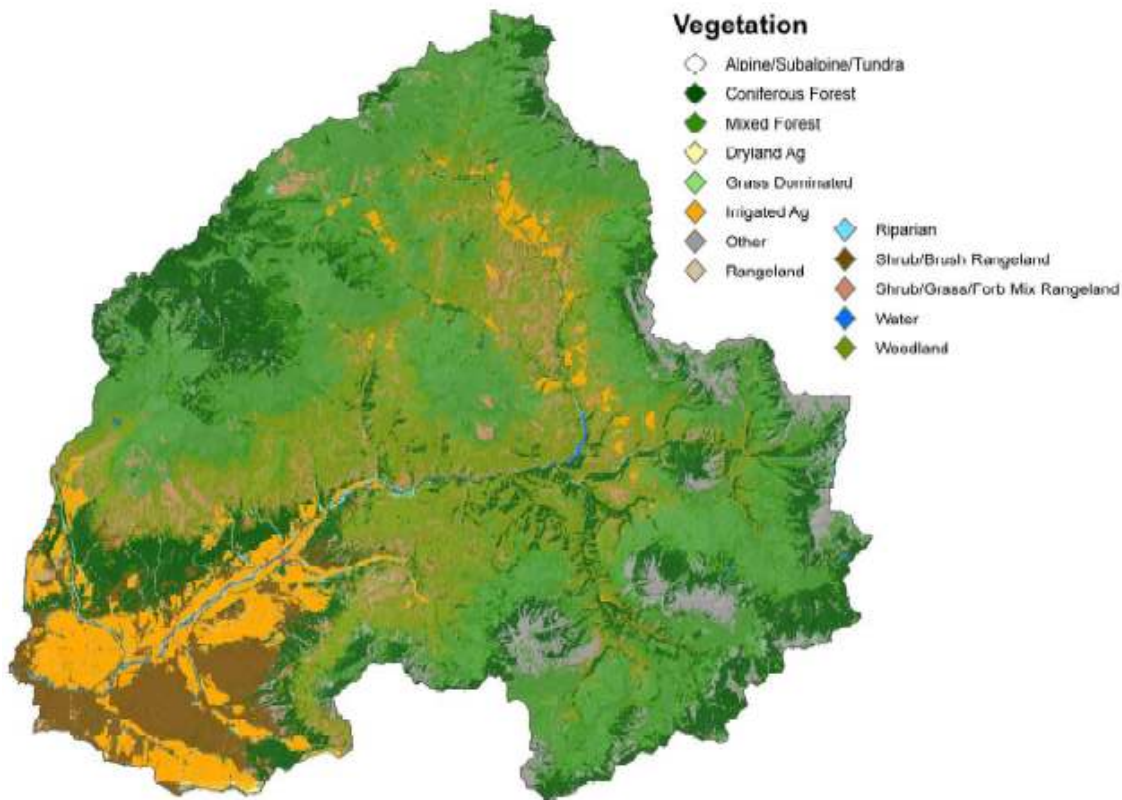 Vegetation
Alpine/Subalpine/Tundra
Coniferous Forest
Mixed Forest
Dryland Ag
Grass Dominated
Irrigated Ag
Other
Rangeland
Riparian
Shrub/Brush Rangeland
Shrub/Grass/Forb Mix Rangeland
Water
Woodland